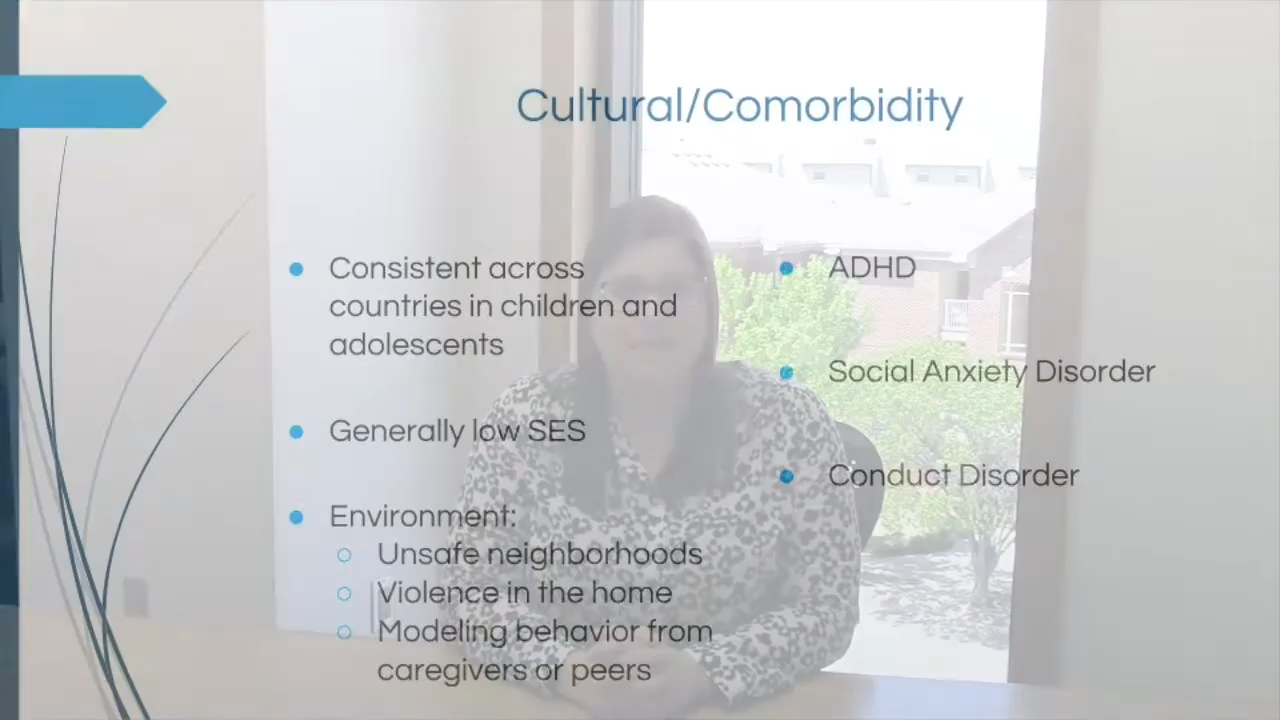 Cultural/Comorbidity
Consistent across
countries in children and
adolescents
Generally low SES
Environment:
Unsafe neighborhoods
Violence in the home
Modeling behavior from
caregivers or peers
ADHD
Social Anxiety Disorder
Conduct Disorder